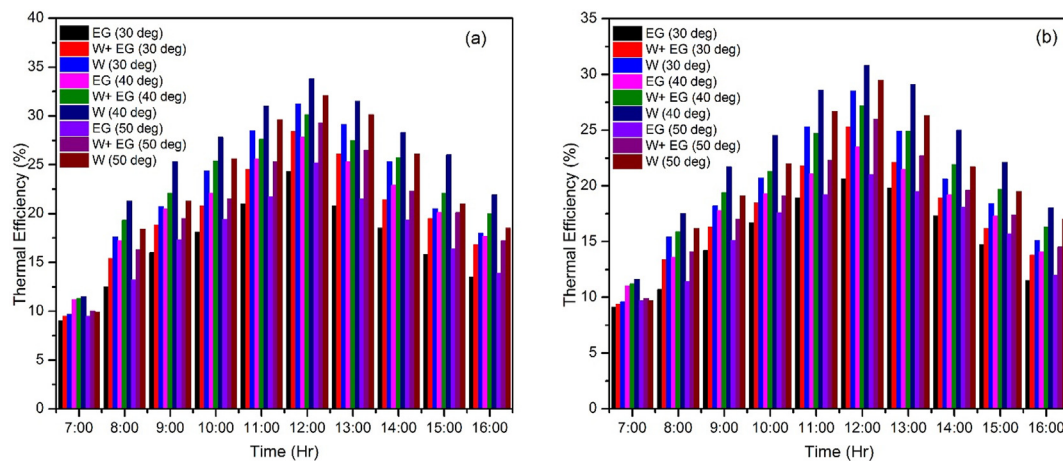 (a)
Thermal Efficiency (%)
40
35
30
25
20
15
10
5
0
EG (30 deg)
W+ EG (30 deg)
W (30 deg)
EG (40 deg)
W+ EG (40 deg)
W (40 deg)
EG (50 deg)
W+ EG (50 deg)
W (50 deg)
7:00 8:00 9:00 10:00 11:00 12:00 13:00 14:00 15:00 16:00
Time (Hr)
(b)
Thermal Efficiency (%)
35
30
25
20
15
10
5
0
EG (30 deg)
W+ EG (30 deg)
W (30 deg)
EG (40 deg)
W+ EG (40 deg)
W (40 deg)
EG (50 deg)
W+ EG (50 deg)
W (50 deg)
7:00 8:00 9:00 10:00 11:00 12:00 13:00 14:00 15:00 16:00
Time (Hr)